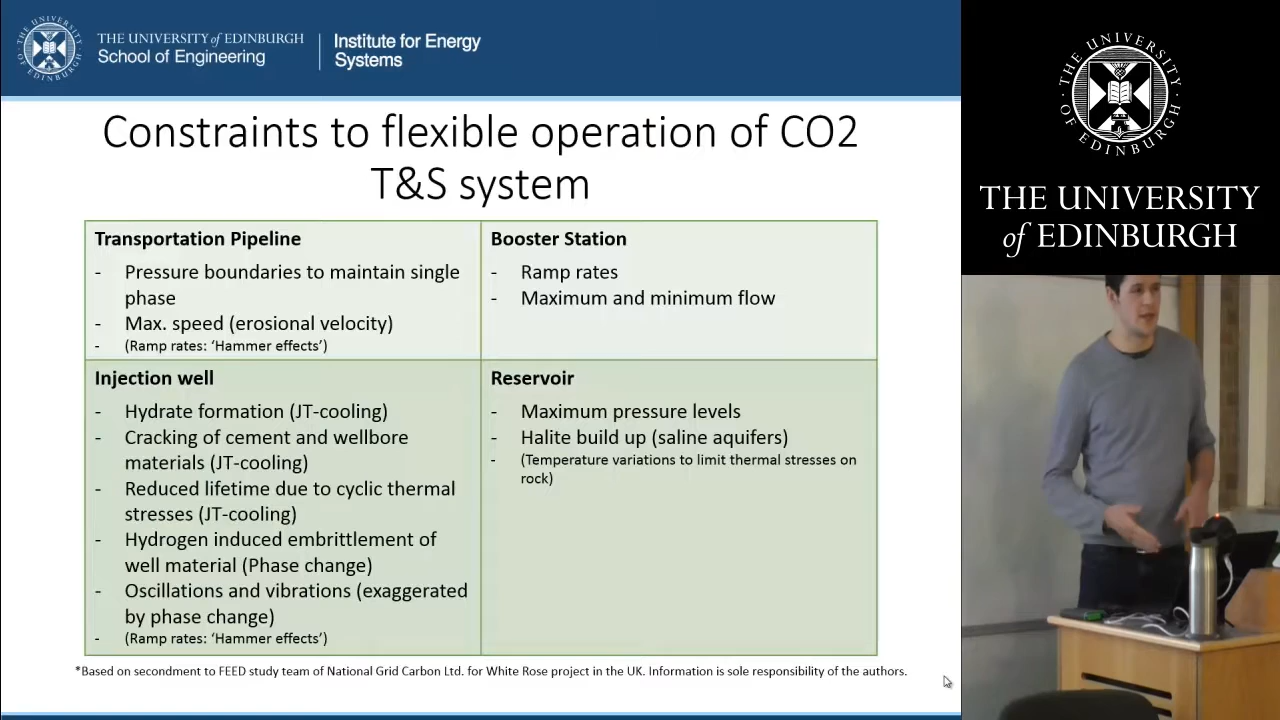 THE UNIVERSITY of EDINBURGH
School of Engineering
Institute for Energy
Systems
THE UNIVERSITY OF EDINBURGH
THE UNIVERSITY
of EDINBURGH
Constraints to flexible operation of CO2
T&S system
Transportation Pipeline
- Pressure boundaries to maintain single
phase
- Max. speed (erosional velocity)
- (Ramp rates: ‘Hammer effects’)
Booster Station
- Ramp rates
- Maximum and minimum flow
Injection well
- Hydrate formation (JT-cooling)
- Cracking of cement and wellbore
materials (JT-cooling)
- Reduced lifetime due to cyclic thermal
stresses (JT-cooling)
- Hydrogen induced embrittlement of
well material (Phase change)
- Oscillations and vibrations (exaggerated
by phase change)
- (Ramp rates: ‘Hammer effects’)
Reservoir
- Maximum pressure levels
- Halite build up (saline aquifers)
- (Temperature variations to limit thermal stresses on
rock)
*Based on secondment to FEED study team of National Grid Carbon Ltd. for White Rose project in the UK. Information is sole responsibility of the authors.